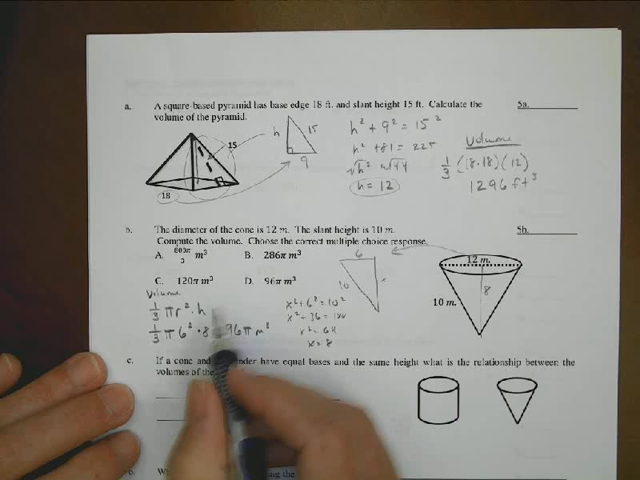 a. A square-based pyramid has base edge 18 ft. and slant height 15 ft. Calculate the 5a.
volume of the pyramid.
h 15
9
15
18
h² + 9² = 15²
h² + 81 = 225
√h² = √144
h = 12
Volume
1/3 (18·18)(12)
1296 ft³
b. The diameter of the cone is 12 m. The slant height is 10 m. 5b.
Compute the volume. Choose the correct multiple choice response.
A. 800π/3 m³ B. 286π m³
C. 120π m³ D. 96π m³
Volume
1/3 πr²·h
1/3 π 6² · 8 96π m³
6
10
x² + 6² = 10²
x² + 36 = 100
x² = 64
x = 8
12 m.
10 m.
8
c. If a cone and have equal bases and the same height what is the relationship between the
volumes of the